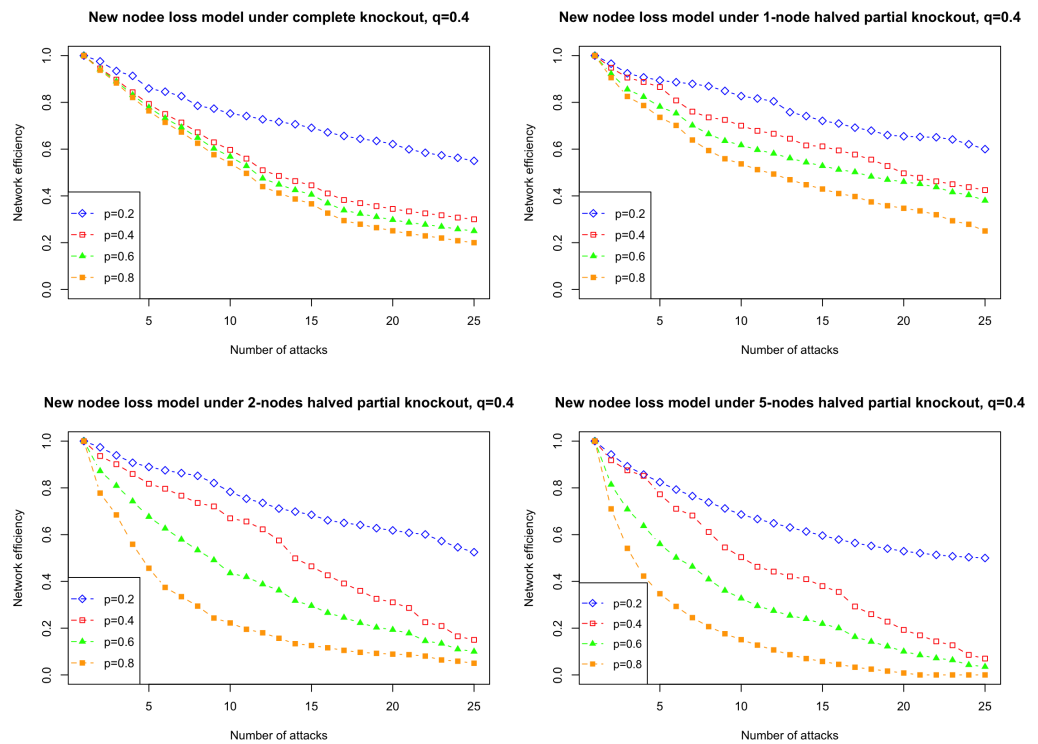 New nodee loss model under complete knockout, q=0.4
Network efficiency
1.0
0.8
0.6
0.4
0.2
0.0
p=0.2
p=0.4
p=0.6
p=0.8
5 10 15 20 25
Number of attacks
New nodee loss model under 1-node halved partial knockout, q=0.4
Network efficiency
1.0
0.8
0.6
0.4
0.2
0.0
p=0.2
p=0.4
p=0.6
p=0.8
5 10 15 20 25
Number of attacks
New nodee loss model under 2-nodes halved partial knockout, q=0.4
Network efficiency
1.0
0.8
0.6
0.4
0.2
0.0
p=0.2
p=0.4
p=0.6
p=0.8
5 10 15 20 25
Number of attacks
New nodee loss model under 5-nodes halved partial knockout, q=0.4
Network efficiency
1.0
0.8
0.6
0.4
0.2
0.0
p=0.2
p=0.4
p=0.6
p=0.8
5 10 15 20 25
Number of attacks